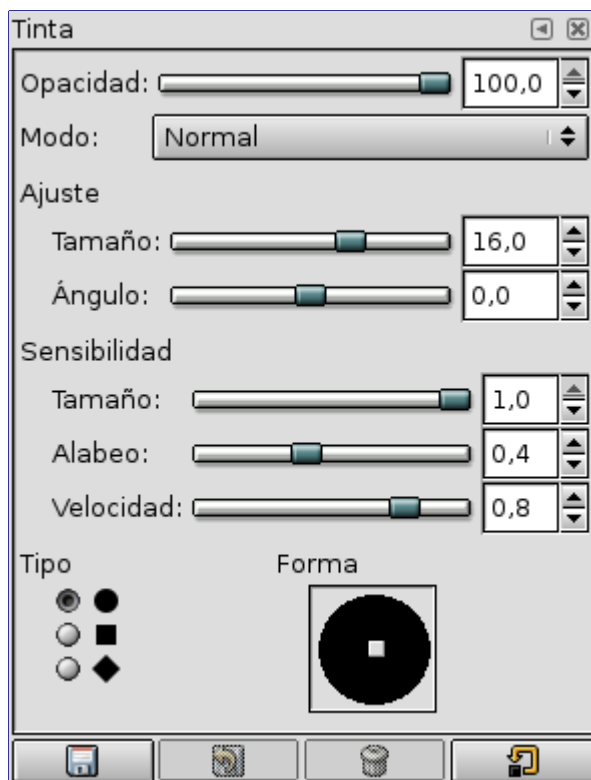 Tinta
Opacidad: 100,0
Modo: Normal
Ajuste
Tamaño: 16,0
Ángulo: 0,0
Sensibilidad
Tamaño: 1,0
Alabeo: 0,4
Velocidad: 0,8
Tipo Forma